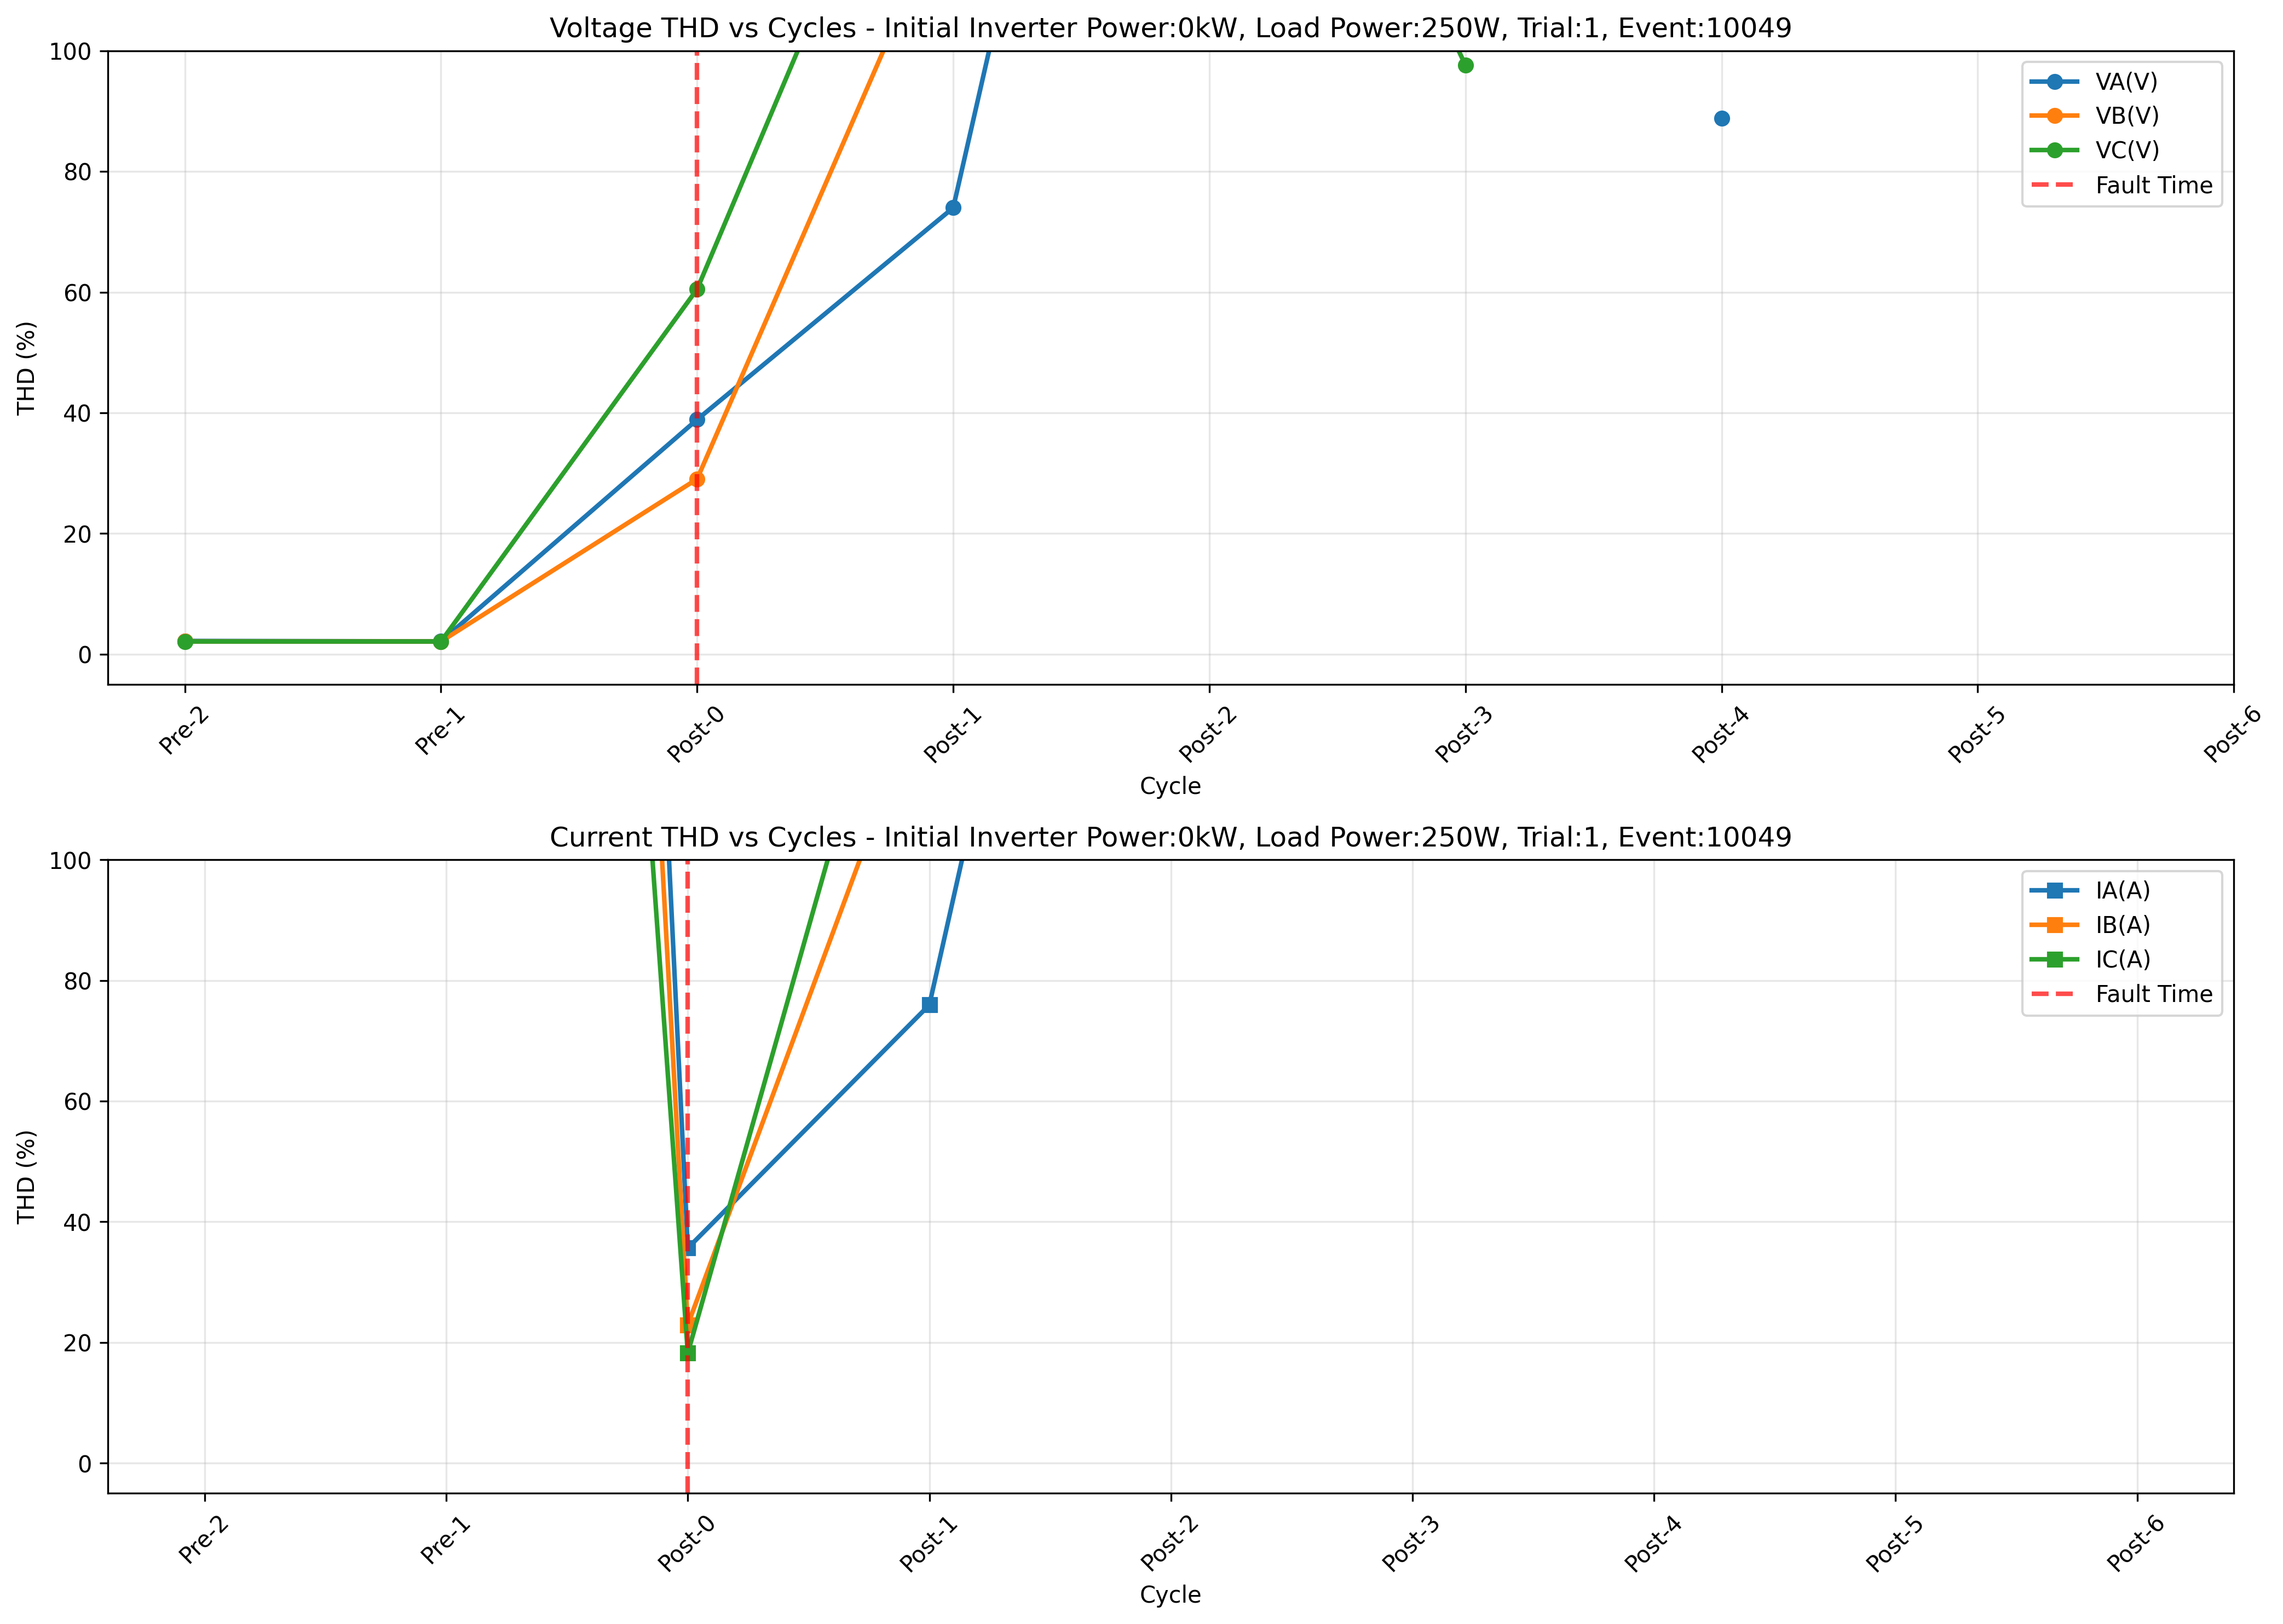 Voltage THD vs Cycles - Initial Inverter Power:0kW, Load Power:250W, Trial:1, Event:10049
100
80
60
40
20
0
THD (%)
VA(V)
VB(V)
VC(V)
Fault Time
Pre-2
Pre-1
Post-0
Post-1
Post-2
Post-3
Post-4
Post-5
Post-6
Cycle
Current THD vs Cycles - Initial Inverter Power:0kW, Load Power:250W, Trial:1, Event:10049
100
80
60
40
20
0
THD (%)
IA(A)
IB(A)
IC(A)
Fault Time
Pre-2
Pre-1
Post-0
Post-1
Post-2
Post-3
Post-4
Post-5
Post-6
Cycle